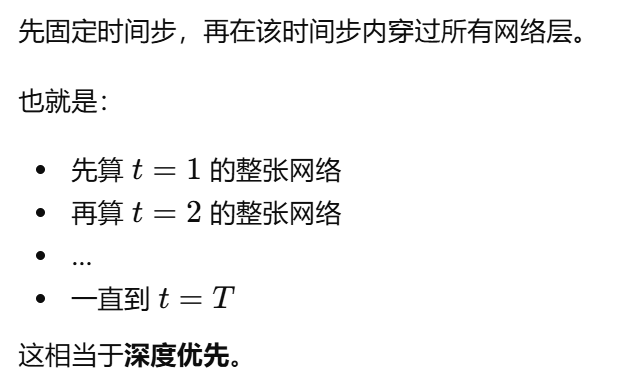 先固定时间步，再在该时间步内穿过所有网络层。
也就是：
• 先算 t = 1 的整张网络
• 再算 t = 2 的整张网络
• ...
• 一直到 t = T
这相当于深度优先。